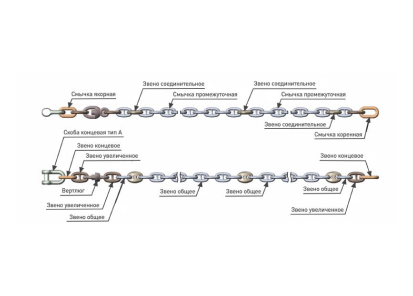 Звено соединительное
Звено соединительное
Смычка якорная
Смычка промежуточная
Смычка промежуточная
Звено соединительное
Смычка коренная
Скоба концевая тип А
Звено концевое
Звено увеличенное
Звено концевое
Вертлюг
Звено общее
Звено общее
Звено общее
Звено увеличенное
Звено увеличенное
Звено общее